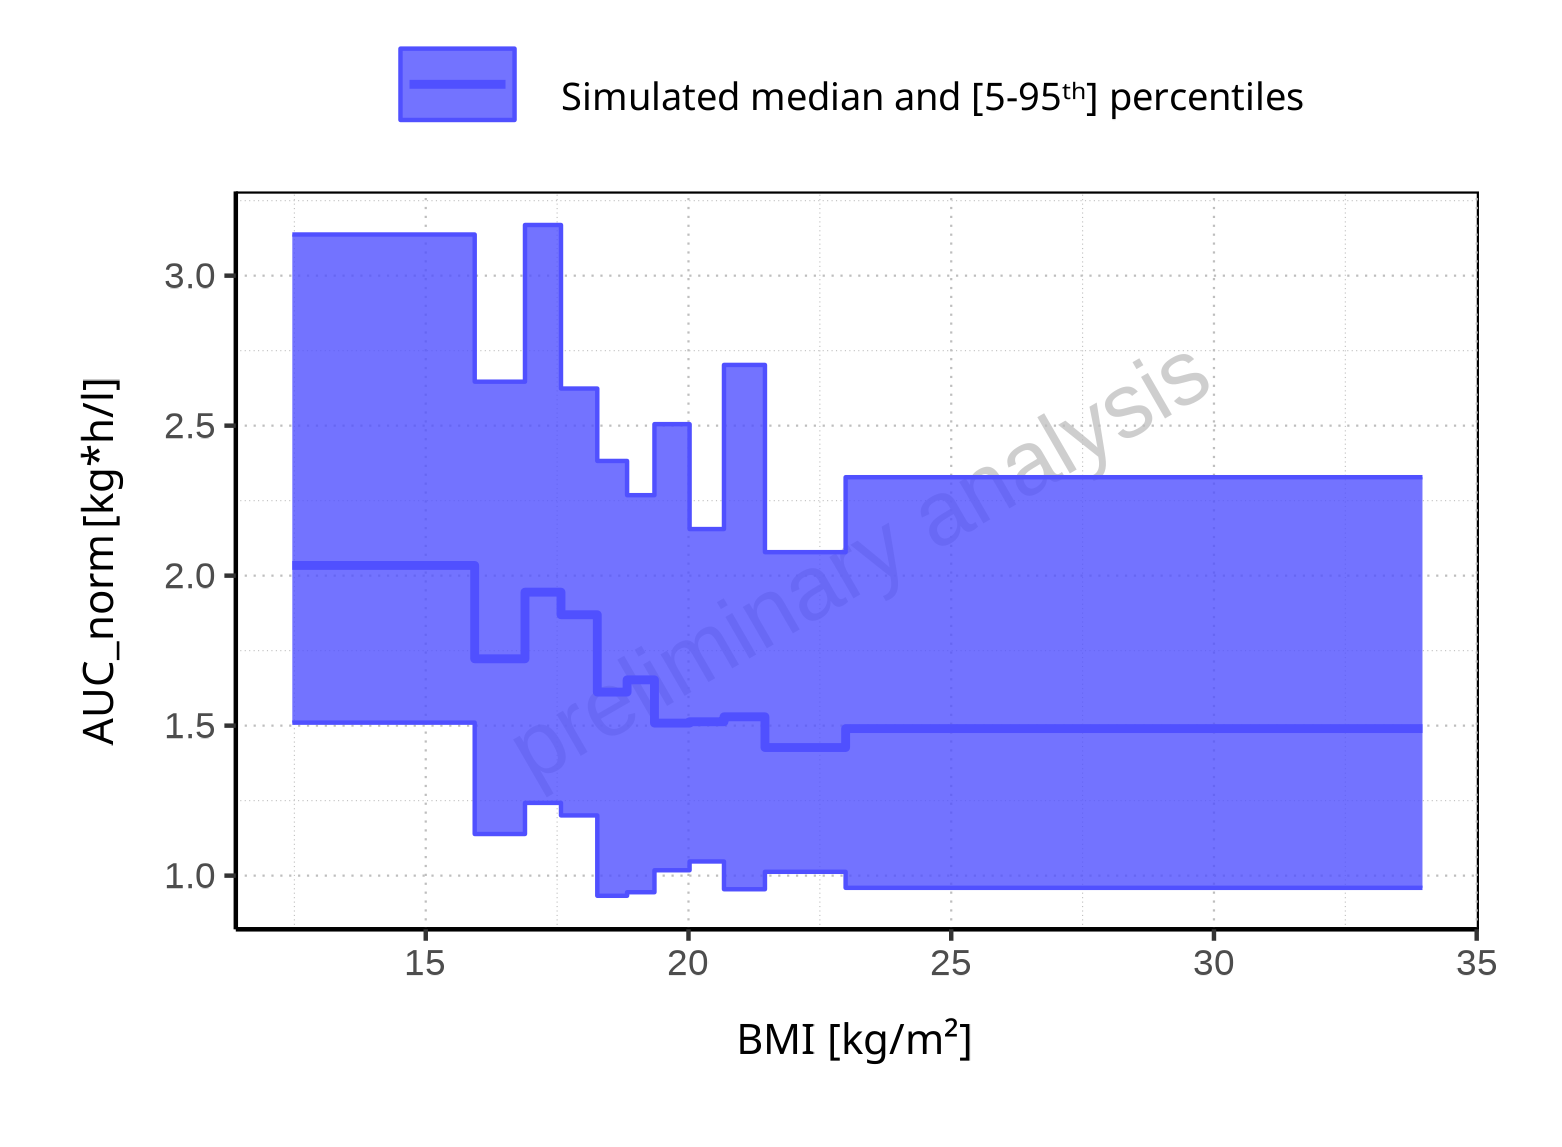 Simulated median and [5-95ᵗʰ] percentiles
AUC_norm [kg*h/l]
3.0
2.5
2.0
1.5
1.0
preliminary analysis
15 20 25 30 35
BMI [kg/m²]